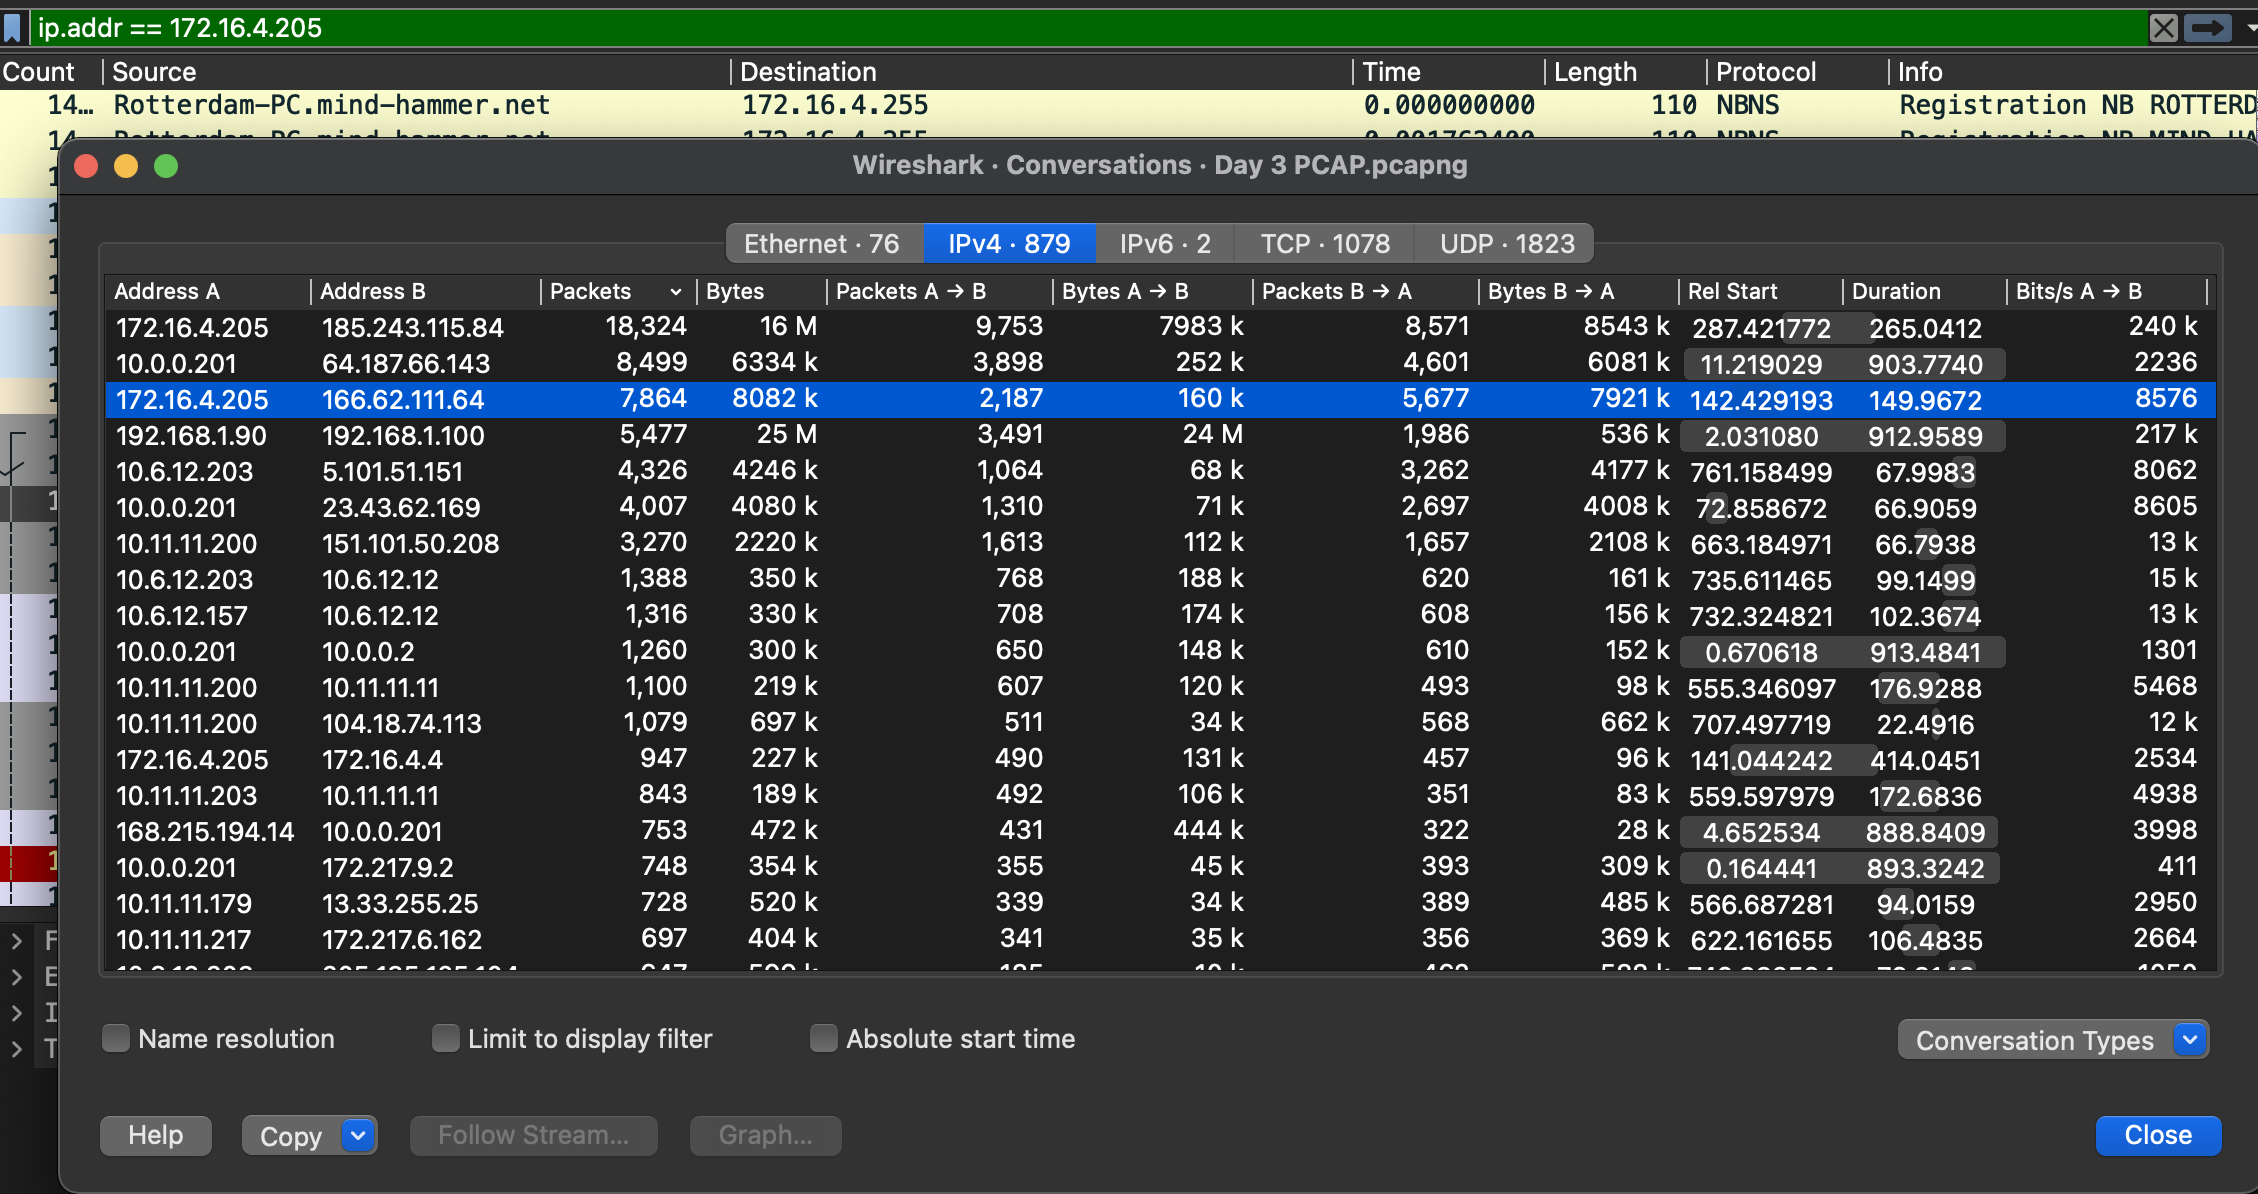 ip.addr == 172.16.4.205
Count Source Destination Time Length Protocol Info
14… Rotterdam-PC.mind-hammer.net 172.16.4.255 0.000000000 110 NBNS Registration NB ROTTERD
Wireshark · Conversations · Day 3 PCAP.pcapng
Ethernet · 76 IPv4 · 879 IPv6 · 2 TCP · 1078 UDP · 1823
Address A Address B Packets Bytes Packets A → B Bytes A → B Packets B → A Bytes B → A Rel Start Duration Bits/s A → B
172.16.4.205 185.243.115.84 18,324 16 M 9,753 7983 k 8,571 8543 k 287.421772 265.0412 240 k
10.0.0.201 64.187.66.143 8,499 6334 k 3,898 252 k 4,601 6081 k 11.219029 903.7740 2236
172.16.4.205 166.62.111.64 7,864 8082 k 2,187 160 k 5,677 7921 k 142.429193 149.9672 8576
192.168.1.90 192.168.1.100 5,477 25 M 3,491 24 M 1,986 536 k 2.031080 912.9589 217 k
10.6.12.203 5.101.51.151 4,326 4246 k 1,064 68 k 3,262 4177 k 761.158499 67.9983 8062
10.0.0.201 23.43.62.169 4,007 4080 k 1,310 71 k 2,697 4008 k 72.858672 66.9059 8605
10.11.11.200 151.101.50.208 3,270 2220 k 1,613 112 k 1,657 2108 k 663.184971 66.7938 13 k
10.6.12.203 10.6.12.12 1,388 350 k 768 188 k 620 161 k 735.611465 99.1499 15 k
10.6.12.157 10.6.12.12 1,316 330 k 708 174 k 608 156 k 732.324821 102.3674 13 k
10.0.0.201 10.0.0.2 1,260 300 k 650 148 k 610 152 k 0.670618 913.4841 1301
10.11.11.200 10.11.11.11 1,100 219 k 607 120 k 493 98 k 555.346097 176.9288 5468
10.11.11.200 104.18.74.113 1,079 697 k 511 34 k 568 662 k 707.497719 22.4916 12 k
172.16.4.205 172.16.4.4 947 227 k 490 131 k 457 96 k 141.044242 414.0451 2534
10.11.11.203 10.11.11.11 843 189 k 492 106 k 351 83 k 559.597979 172.6836 4938
168.215.194.14 10.0.0.201 753 472 k 431 444 k 322 28 k 4.652534 888.8409 3998
10.0.0.201 172.217.9.2 748 354 k 355 45 k 393 309 k 0.164441 893.3242 411
10.11.11.179 13.33.255.25 728 520 k 339 34 k 389 485 k 566.687281 94.0159 2950
10.11.11.217 172.217.6.162 697 404 k 341 35 k 356 369 k 622.161655 106.4835 2664
Name resolution Limit to display filter Absolute start time Conversation Types
Help Copy Follow Stream... Graph... Close